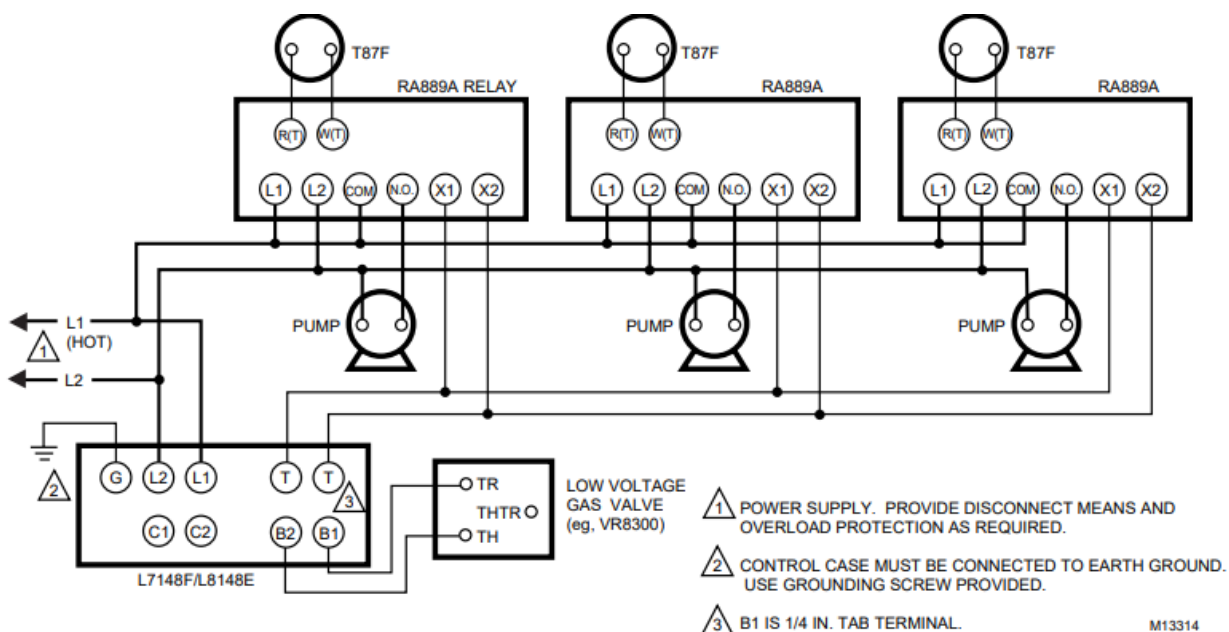 T87F
T87F
T87F
RA889A RELAY
RA889A
RA889A
R(T) W(T)
R(T) W(T)
R(T) W(T)
L1 L2 COM N.O. X1 X2
L1 L2 COM N.O. X1 X2
L1 L2 COM N.O. X1 X2
PUMP
PUMP
PUMP
L1
(HOT)
1
L2
G L2 L1 T T
2
3
C1 C2 B2 B1
L7148F/L8148E
TR
THTR
TH
LOW VOLTAGE
GAS VALVE
(eg, VR8300)
1 POWER SUPPLY. PROVIDE DISCONNECT MEANS AND
OVERLOAD PROTECTION AS REQUIRED.
2 CONTROL CASE MUST BE CONNECTED TO EARTH GROUND.
USE GROUNDING SCREW PROVIDED.
3 B1 IS 1/4 IN. TAB TERMINAL.
M13314